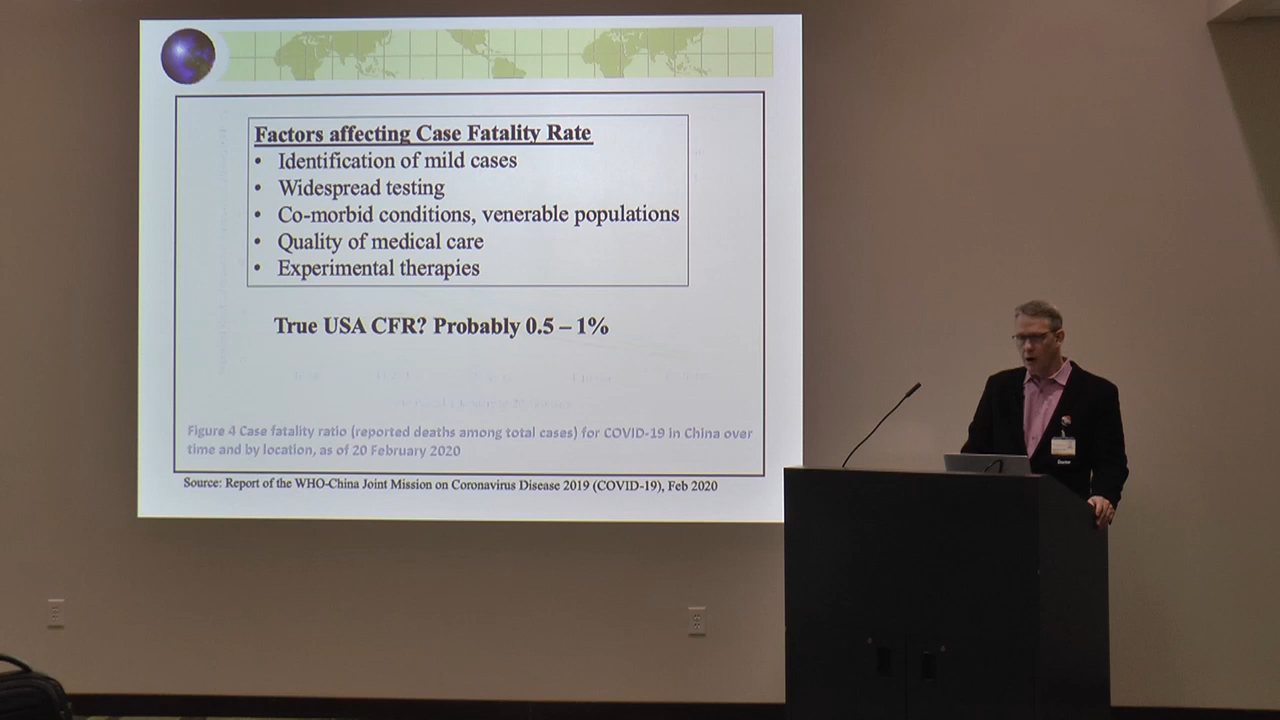 Factors affecting Case Fatality Rate
• Identification of mild cases
• Widespread testing
• Co-morbid conditions, venerable populations
• Quality of medical care
• Experimental therapies
True USA CFR? Probably 0.5 – 1%
Figure 4 Case fatality ratio (reported deaths among total cases) for COVID-19 in China over
time and by location, as of 20 February 2020
Source: Report of the WHO-China Joint Mission on Coronavirus Disease 2019 (COVID-19), Feb 2020
Doctor